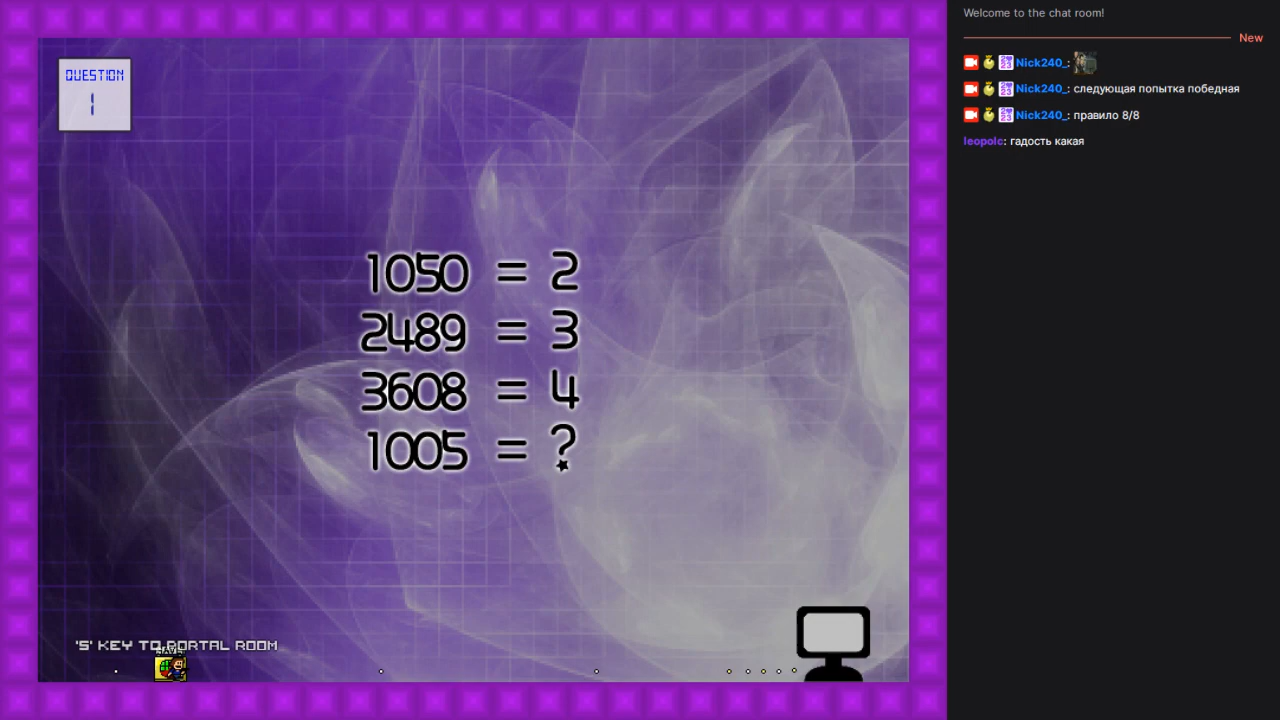 QUESTION
1
1050 = 2
2489 = 3
3608 = 4
1005 = ?
'S' KEY TO PORTAL ROOM
Welcome to the chat room!
New
Nick240_:
Nick240_: следующая попытка победная
Nick240_: правило 8/8
leopolc: гадость какая